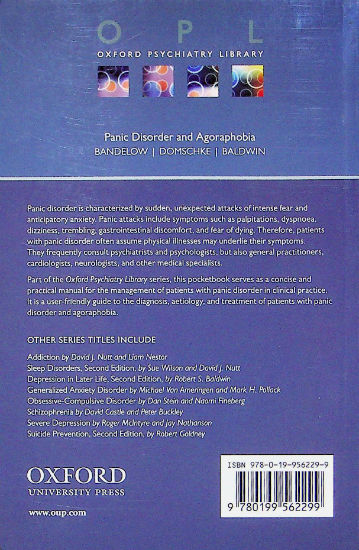 O P L
OXFORD PSYCHIATRY LIBRARY
Panic Disorder and Agoraphobia
BANDELOW | DOMSCHKE | BALDWIN
Panic disorder is characterized by sudden, unexpected attacks of intense fear and
anticipatory anxiety. Panic attacks include symptoms such as palpitations, dyspnoea,
dizziness, trembling, gastrointestinal discomfort, and fear of dying. Therefore, patients
with panic disorder often assume physical illnesses may underlie their symptoms.
They frequently consult psychiatrists and psychologists, but also general practitioners,
cardiologists, neurologists, and other medical specialists.
Part of the Oxford Psychiatry Library series, this pocketbook serves as a concise and
practical manual for the management of patients with panic disorder in clinical practice.
It is a user-friendly guide to the diagnosis, aetiology, and treatment of patients with panic
disorder and agoraphobia.
OTHER SERIES TITLES INCLUDE
Addiction by David J. Nutt and Liam Nestor
Sleep Disorders, Second Edition, by Sue Wilson and David J. Nutt
Depression in Later Life, Second Edition, by Robert S. Baldwin
Generalized Anxiety Disorder by Michael Van Ameringen and Mark H. Pollack
Obsessive-Compulsive Disorder by Dan Stein and Naomi Fineberg
Schizophrenia by David Castle and Peter Buckley
Severe Depression by Roger McIntyre and Jay Nathanson
Suicide Prevention, Second Edition, by Robert Goldney
OXFORD
UNIVERSITY PRESS
www.oup.com
ISBN 978-0-19-956229-9
9 780199 562299